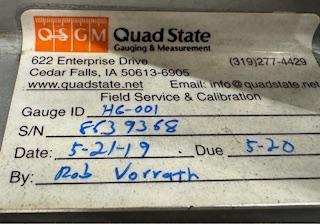 QSGM Quad State
Gauging & Measurement
622 Enterprise Drive (319)277-4429
Cedar Falls, IA 50613-6905
www.quadstate.net Email: info@quadstate.net
Field Service & Calibration
Gauge ID HG-001
S/N 8639368
Date: 5-21-19 Due 5-20
By: Rob Vorrath